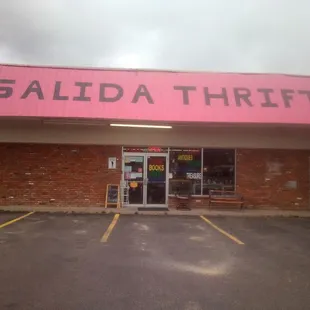 SALIDA THRIFT
BOOKS
TREASURE